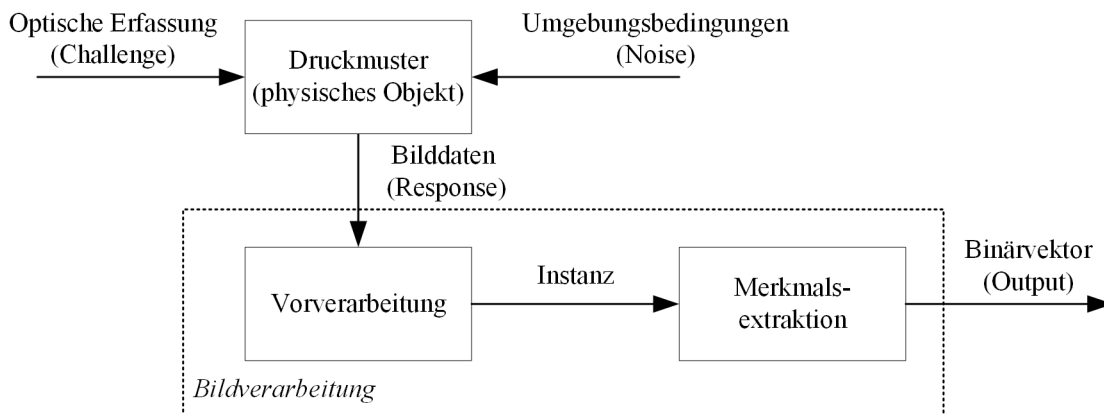 Optische Erfassung
(Challenge)
Druckmuster
(physisches Objekt)
Umgebungsbedingungen
(Noise)
Bilddaten
(Response)
Vorverarbeitung
Instanz
Merkmals-
extraktion
Binärvektor
(Output)
Bildverarbeitung